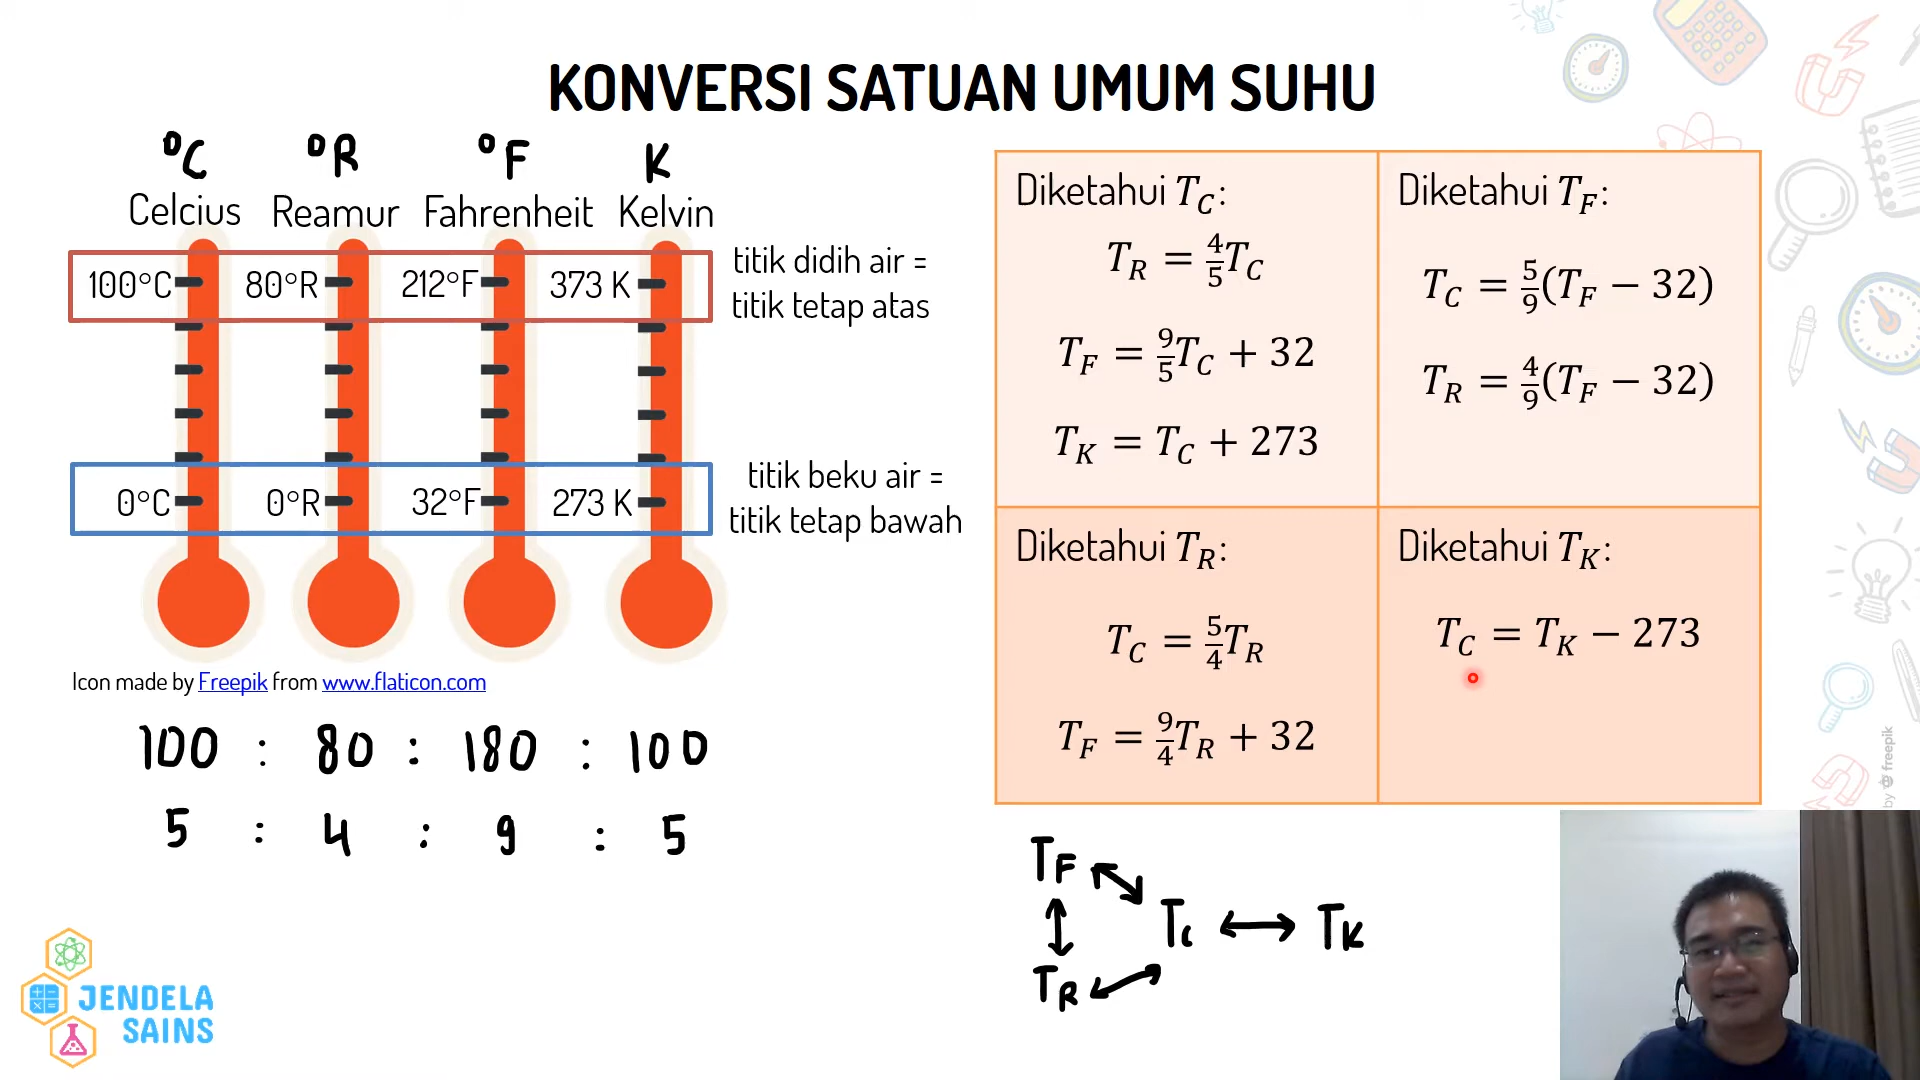 KONVERSI SATUAN UMUM SUHU
°C °R °F K
Celcius Reamur Fahrenheit Kelvin
100°C 80°R 212°F 373 K
titik didih air =
titik tetap atas
0°C 0°R 32°F 273 K
titik beku air =
titik tetap bawah
Icon made by Freepik from www.flaticon.com
100 : 80 : 180 : 100
5 : 4 : 9 : 5
Diketahui T_C:
T_R = 4/5 T_C
T_F = 9/5 T_C + 32
T_K = T_C + 273
Diketahui T_F:
T_C = 5/9 (T_F − 32)
T_R = 4/9 (T_F − 32)
Diketahui T_R:
T_C = 5/4 T_R
T_F = 9/4 T_R + 32
Diketahui T_K:
T_C = T_K − 273
T_F ↔ T_C ↔ T_K
T_R
JENDELA
SAINS
by freepik